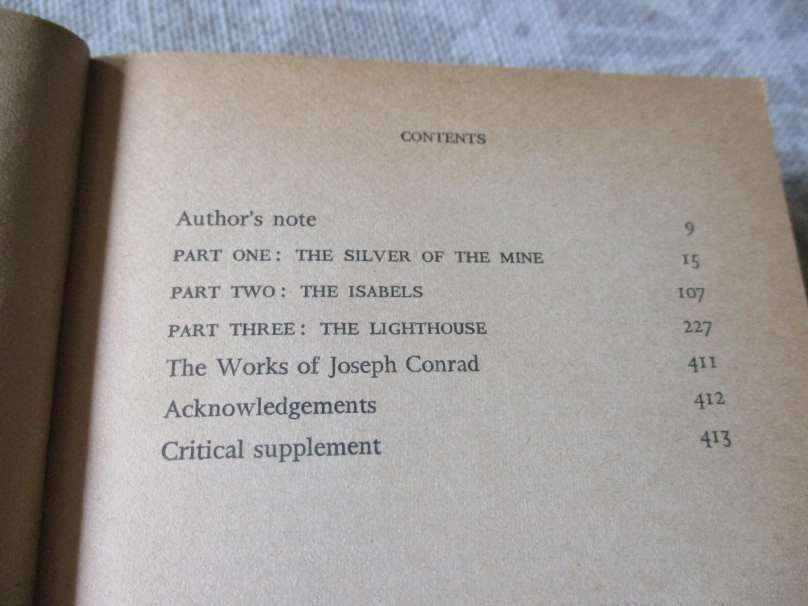 CONTENTS
Author's note 9
PART ONE: THE SILVER OF THE MINE 15
PART TWO: THE ISABELS 107
PART THREE: THE LIGHTHOUSE 227
The Works of Joseph Conrad 411
Acknowledgements 412
Critical supplement 413